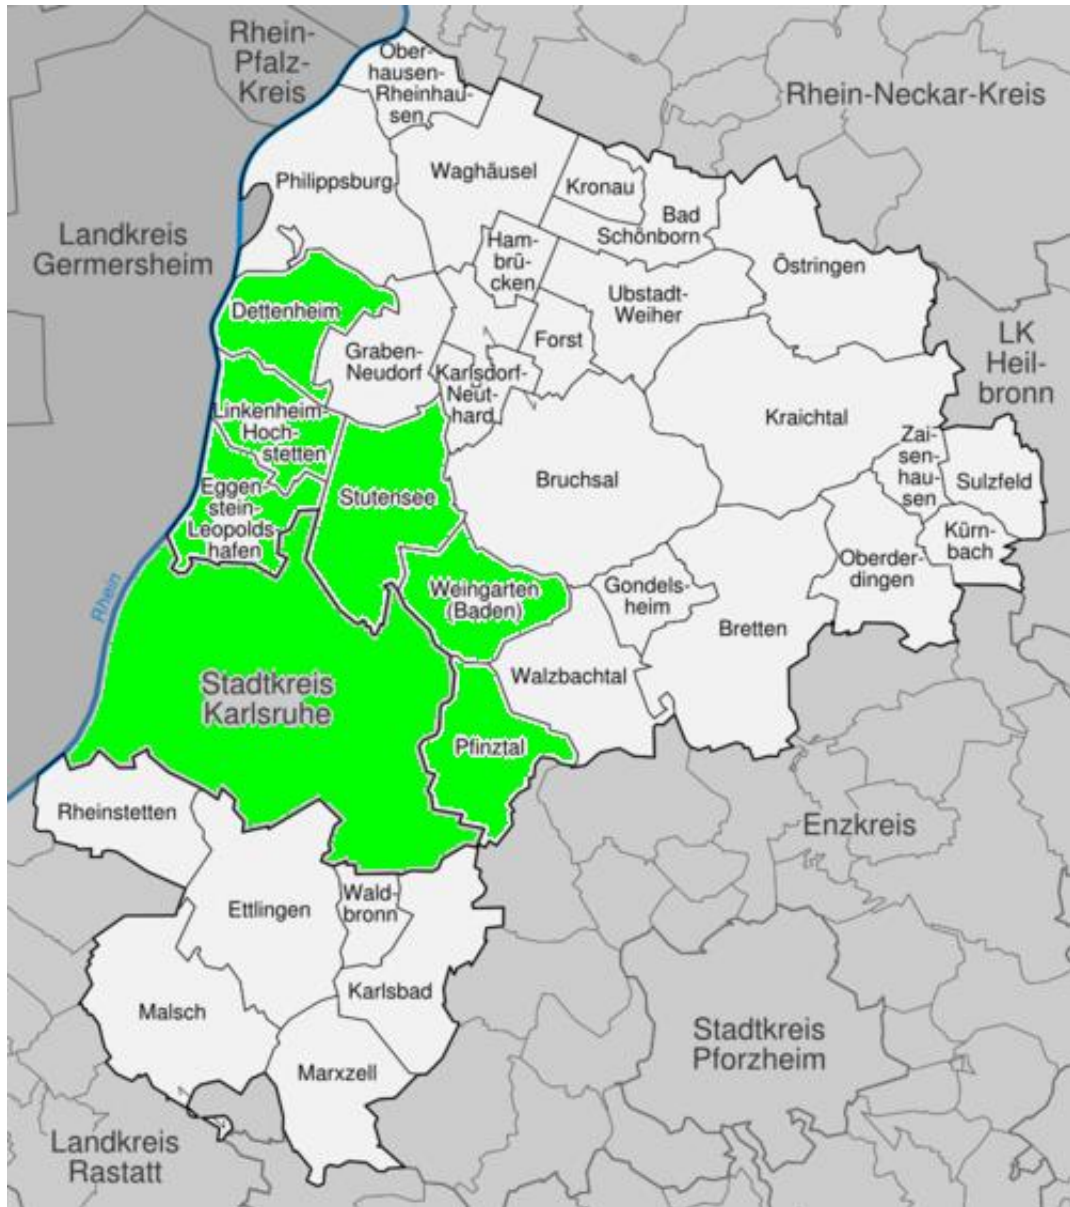 Rhein-
Pfalz-
Kreis
Ober-
hausen-
Rheinhau-
sen
Rhein-Neckar-Kreis
Philippsburg
Waghäusel
Kronau
Bad
Schönborn
Landkreis
Germersheim
Ham-
brü-
cken
Östringen
Dettenheim
Ubstadt-
Weiher
Graben-
Neudorf
Forst
LK
Heil-
bronn
Karlsdorf-
Neut-
hard
Linkenheim-
Hoch-
stetten
Kraichtal
Zai-
sen-
hau-
sen
Sulzfeld
Eggen-
stein-
Leopolds
hafen
Stutensee
Bruchsal
Kürn-
bach
Oberder-
dingen
Rhein
Weingarten
(Baden)
Gondels-
heim
Bretten
Walzbachtal
Stadtkreis
Karlsruhe
Pfinztal
Rheinstetten
Enzkreis
Ettlingen
Wald-
bronn
Karlsbad
Malsch
Stadtkreis
Pforzheim
Marxzell
Landkreis
Rastatt